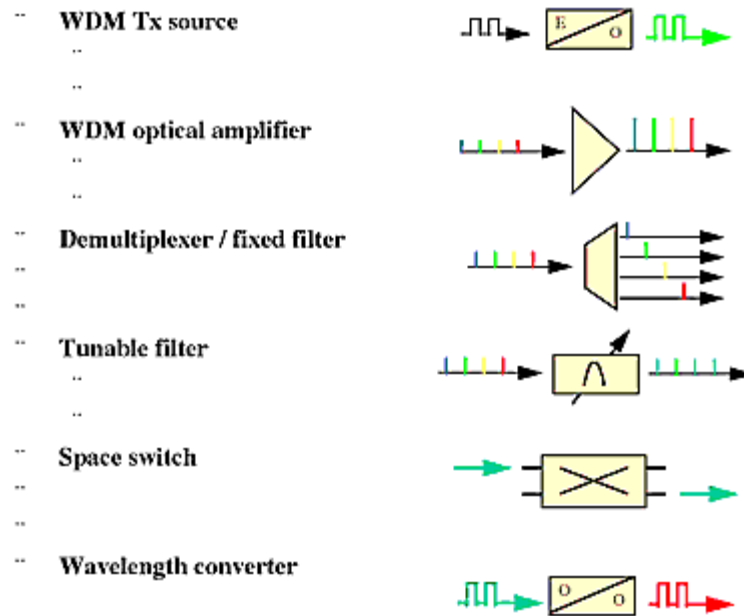 WDM Tx source
E
O
WDM optical amplifier
Demultiplexer / fixed filter
Tunable filter
Space switch
Wavelength converter
O
O